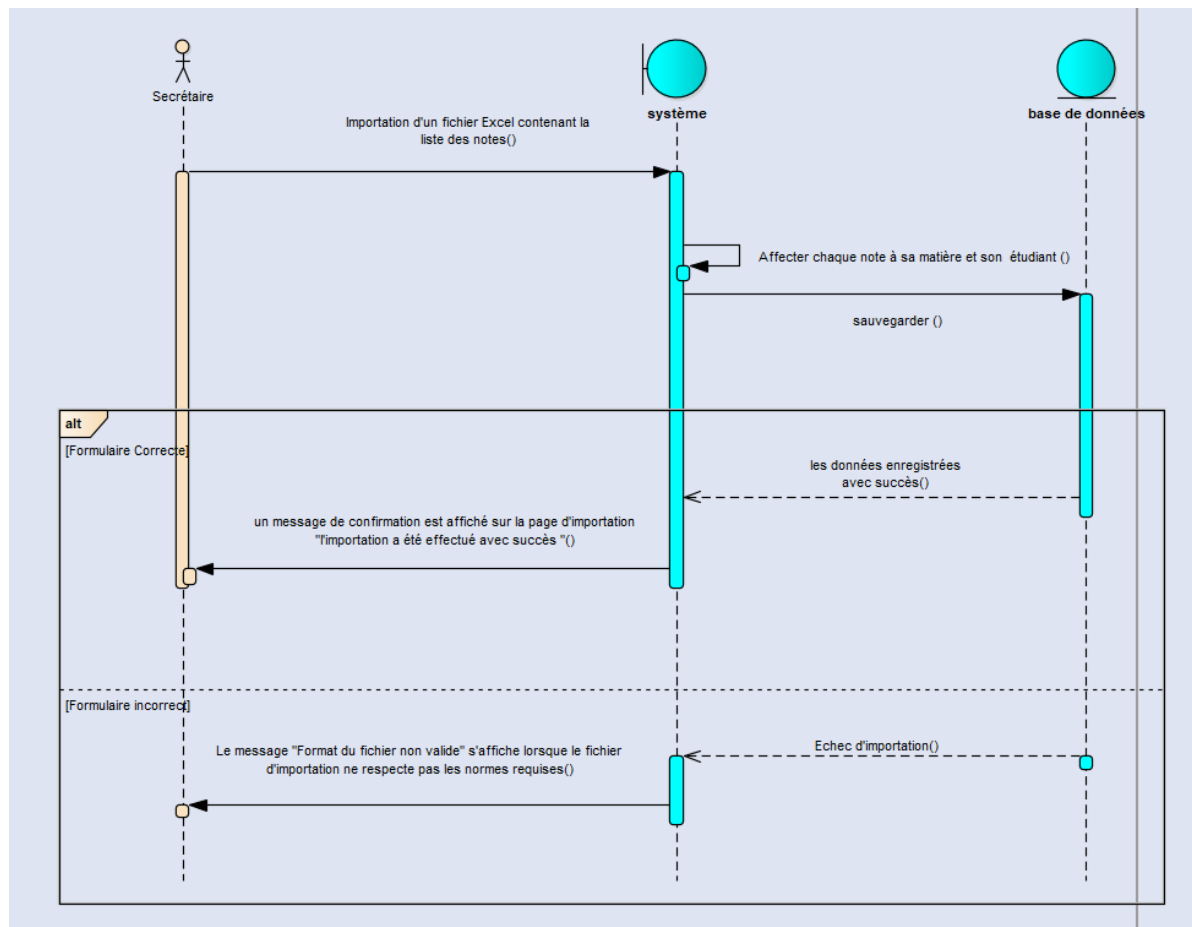 Secrétaire
système
base de données
Importation d'un fichier Excel contenant la
liste des notes()
Affecter chaque note à sa matière et son étudiant ()
sauvegarder ()
alt
[Formulaire Correcte]
les données enregistrées
avec succès()
un message de confirmation est affiché sur la page d'importation
"l'importation a été effectué avec succès "()
[Formulaire incorrect]
Echec d'importation()
Le message "Format du fichier non valide" s'affiche lorsque le fichier
d'importation ne respecte pas les normes requises()